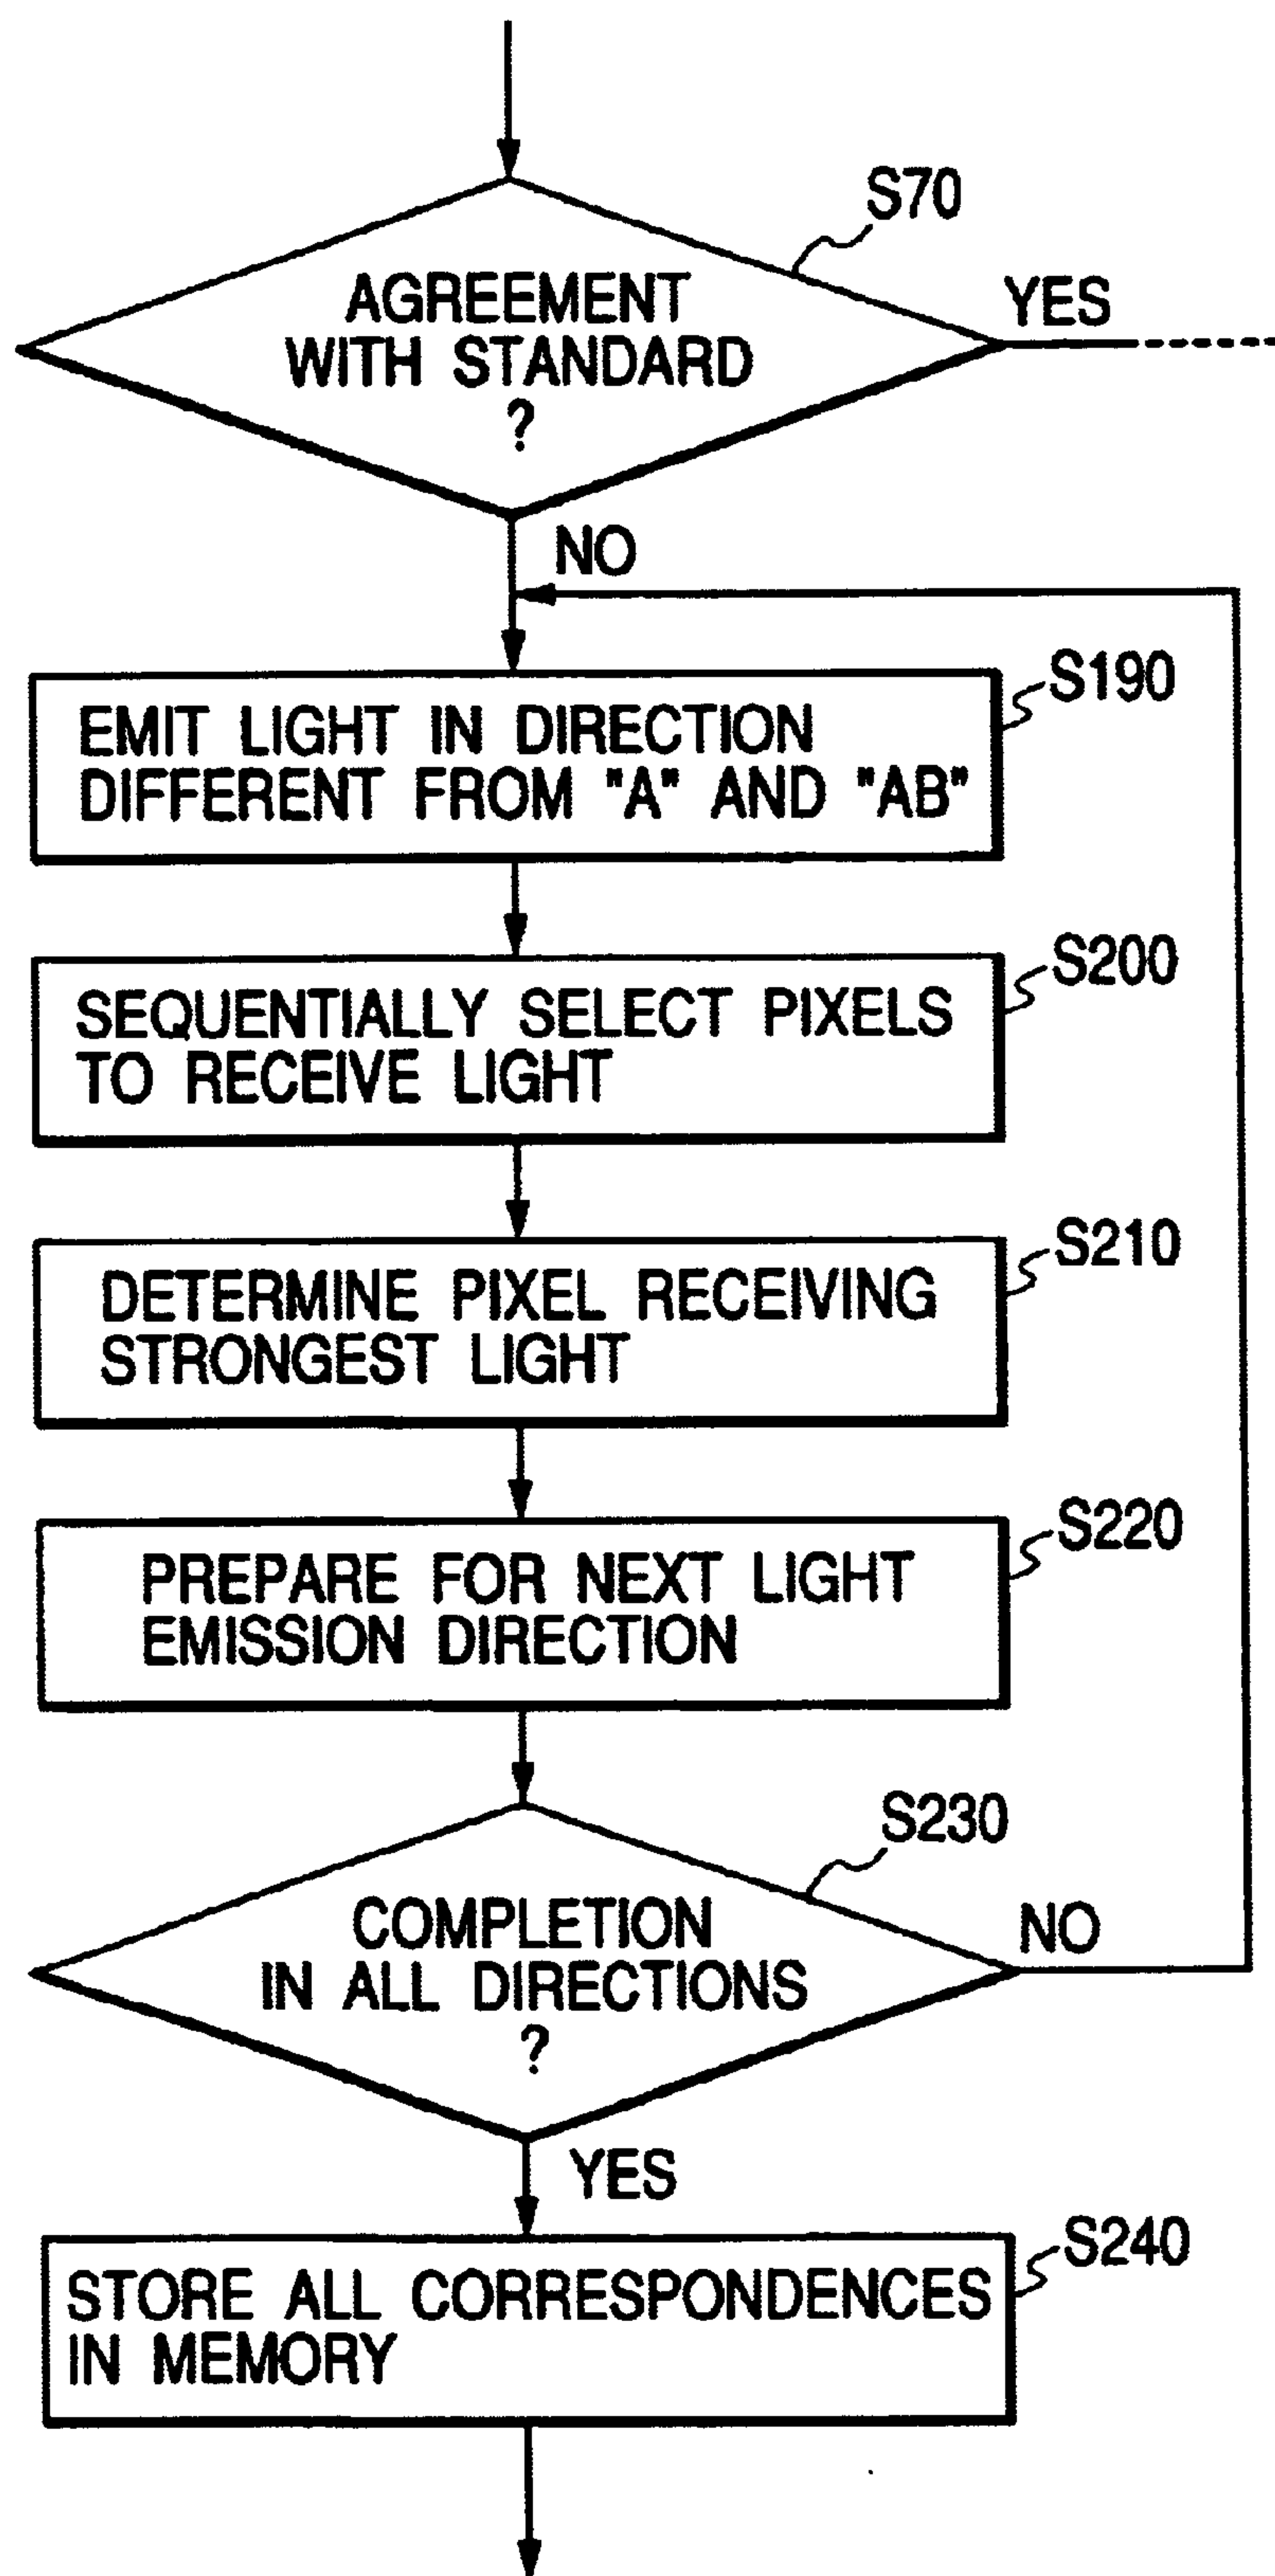 S70
AGREEMENT
WITH STANDARD
?
YES
NO
S190
EMIT LIGHT IN DIRECTION
DIFFERENT FROM "A" AND "AB"
S200
SEQUENTIALLY SELECT PIXELS
TO RECEIVE LIGHT
S210
DETERMINE PIXEL RECEIVING
STRONGEST LIGHT
S220
PREPARE FOR NEXT LIGHT
EMISSION DIRECTION
S230
COMPLETION
IN ALL DIRECTIONS
?
NO
YES
S240
STORE ALL CORRESPONDENCES
IN MEMORY